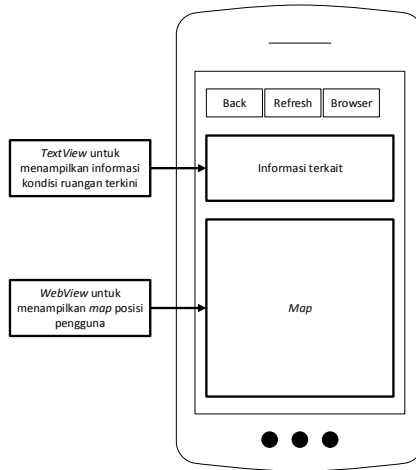 Back Refresh Browser
TextView untuk
menampilkan informasi
kondisi ruangan terkini
Informasi terkait
WebView untuk
menampilkan map posisi
pengguna
Map